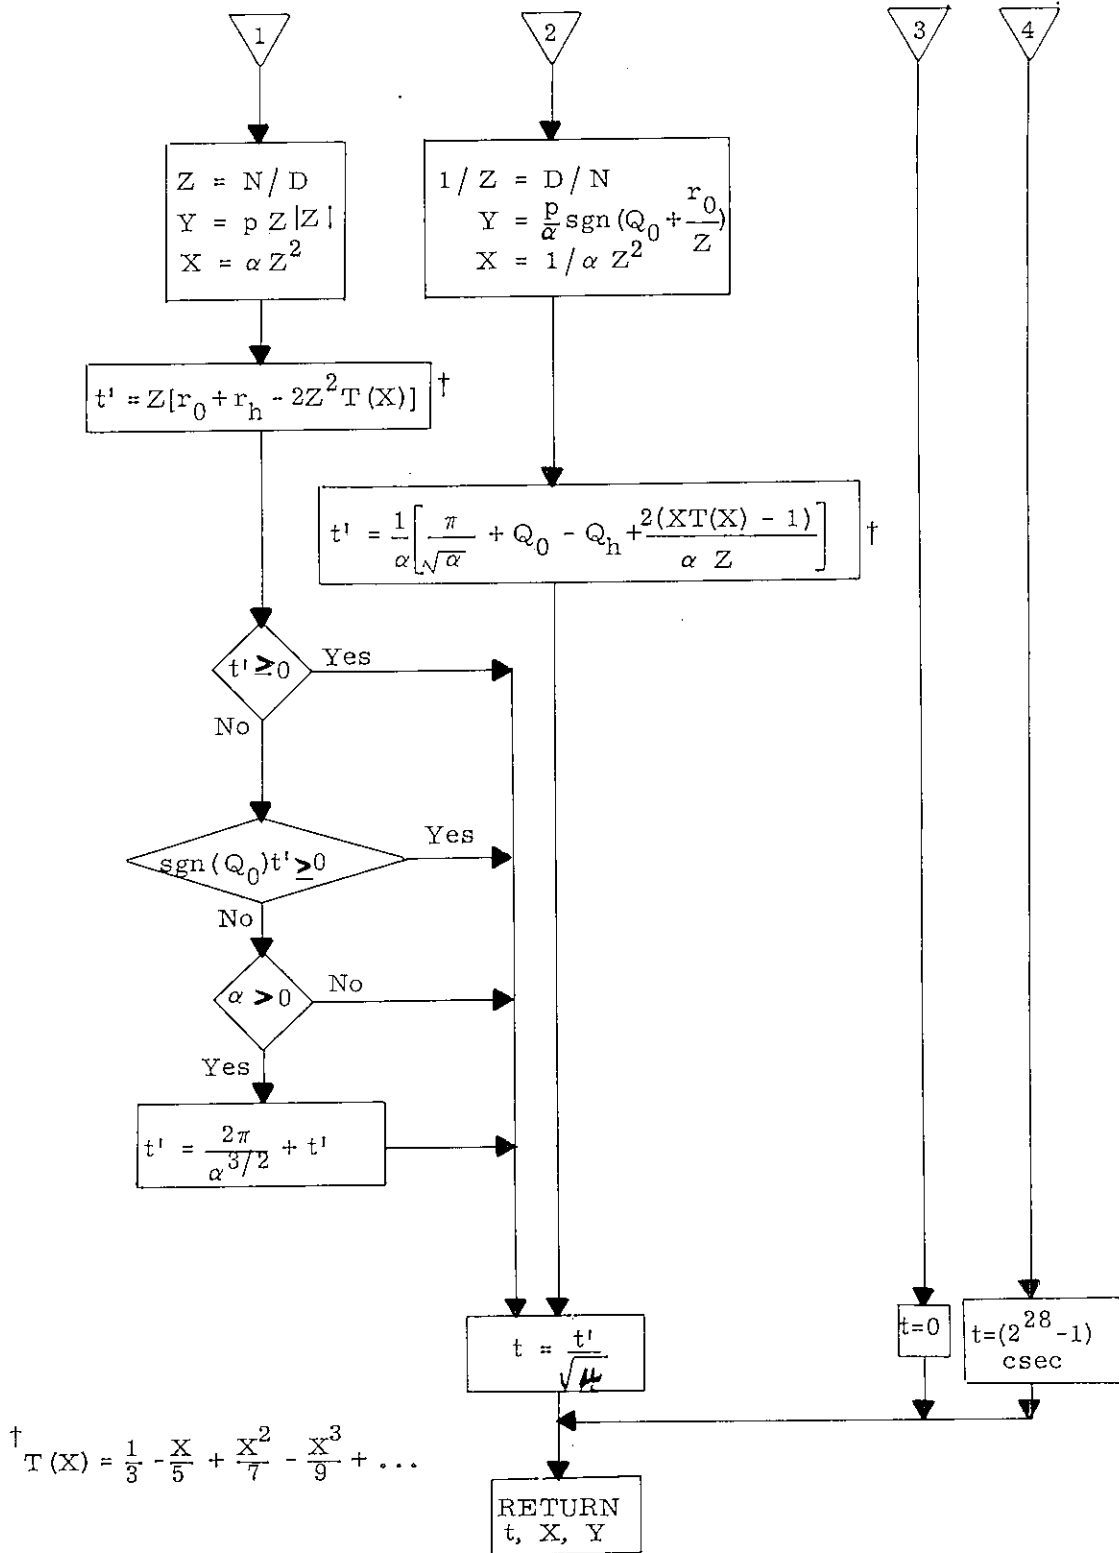 1
2
3
4
Z = N / D
Y = p Z |Z|
X = α Z²
1 / Z = D / N
Y = p/α sgn (Q₀ + r₀/Z)
X = 1 / α Z²
t' = Z[r₀ + r_h - 2Z² T (X)] †
t' = 1/α [π/√α + Q₀ - Q_h + 2(XT(X) - 1)/α Z] †
t' ≥ 0
Yes
No
sgn (Q₀) t' ≥ 0
Yes
No
α > 0
No
Yes
t' = 2π/α^3/2 + t'
t = t'/√μ
t=0
t=(2^28 -1)
csec
† T (X) = 1/3 - X/5 + X²/7 - X³/9 + ...
RETURN
t, X, Y